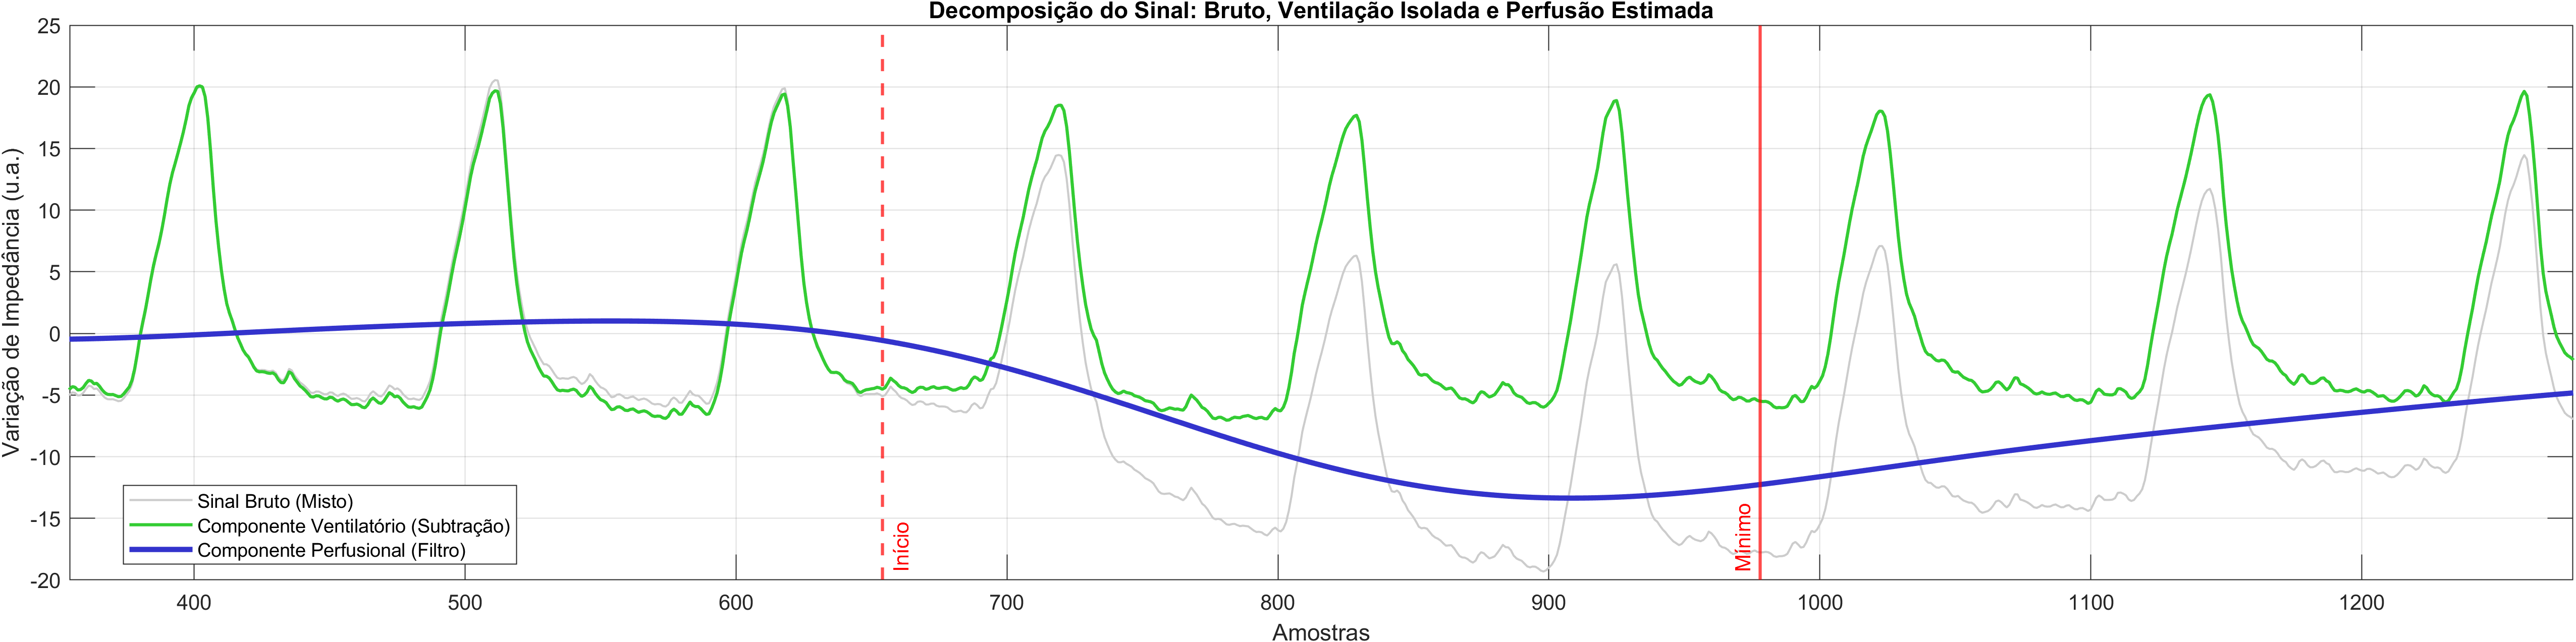 Decomposição do Sinal: Bruto, Ventilação Isolada e Perfusão Estimada
Variação de Impedância (u.a.)
25
20
15
10
5
0
-5
-10
-15
-20
Sinal Bruto (Misto)
Componente Ventilatório (Subtração)
Componente Perfusional (Filtro)
Início
Mínimo
400
500
600
700
800
900
1000
1100
1200
Amostras